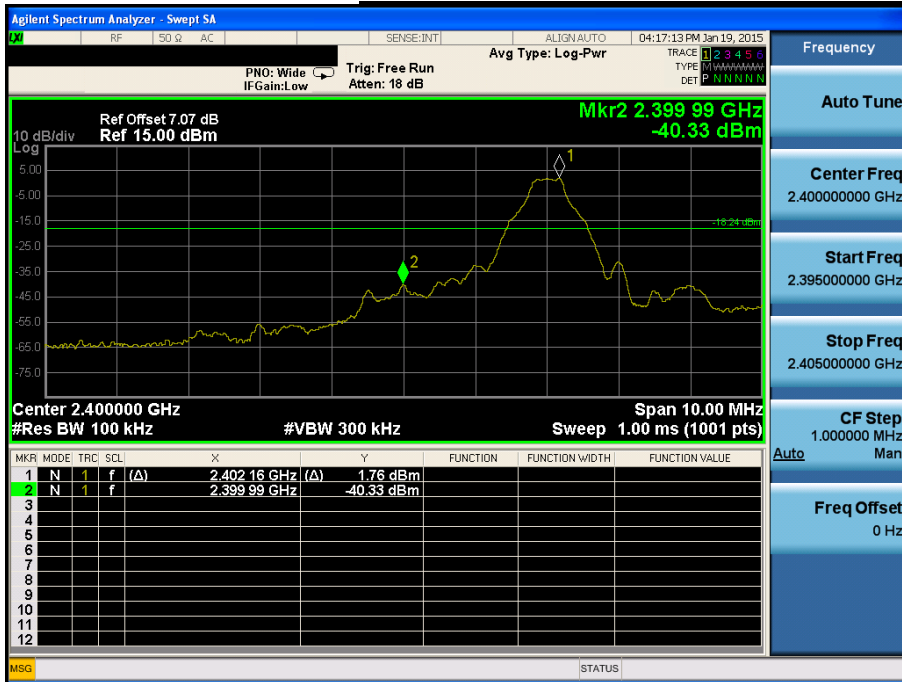 Agilent Spectrum Analyzer - Swept SA
LXI RF 50 Ω AC SENSE:INT ALIGN AUTO 04:17:13 PM Jan 19, 2015
Avg Type: Log-Pwr
TRACE 1 2 3 4 5 6
TYPE M W W W W W
DET P N N N N N
PNO: Wide
IFGain:Low
Trig: Free Run
Atten: 18 dB
Frequency
Mkr2 2.399 99 GHz
-40.33 dBm
Ref Offset 7.07 dB
Ref 15.00 dBm
10 dB/div
Log
1
5.00
-5.00
-15.0
-18.24 dBm
-25.0
2
-35.0
-45.0
-55.0
-65.0
-75.0
Center 2.400000 GHz
Span 10.00 MHz
#Res BW 100 kHz
#VBW 300 kHz
Sweep 1.00 ms (1001 pts)
MKR MODE TRC SCL X Y FUNCTION FUNCTION WIDTH FUNCTION VALUE
1 N 1 f (Δ) 2.402 16 GHz (Δ) 1.76 dBm
2 N 1 f 2.399 99 GHz -40.33 dBm
3
4
5
6
7
8
9
10
11
12
Auto Tune
Center Freq
2.400000000 GHz
Start Freq
2.395000000 GHz
Stop Freq
2.405000000 GHz
CF Step
1.000000 MHz
Auto Man
Freq Offset
0 Hz
MSG
STATUS